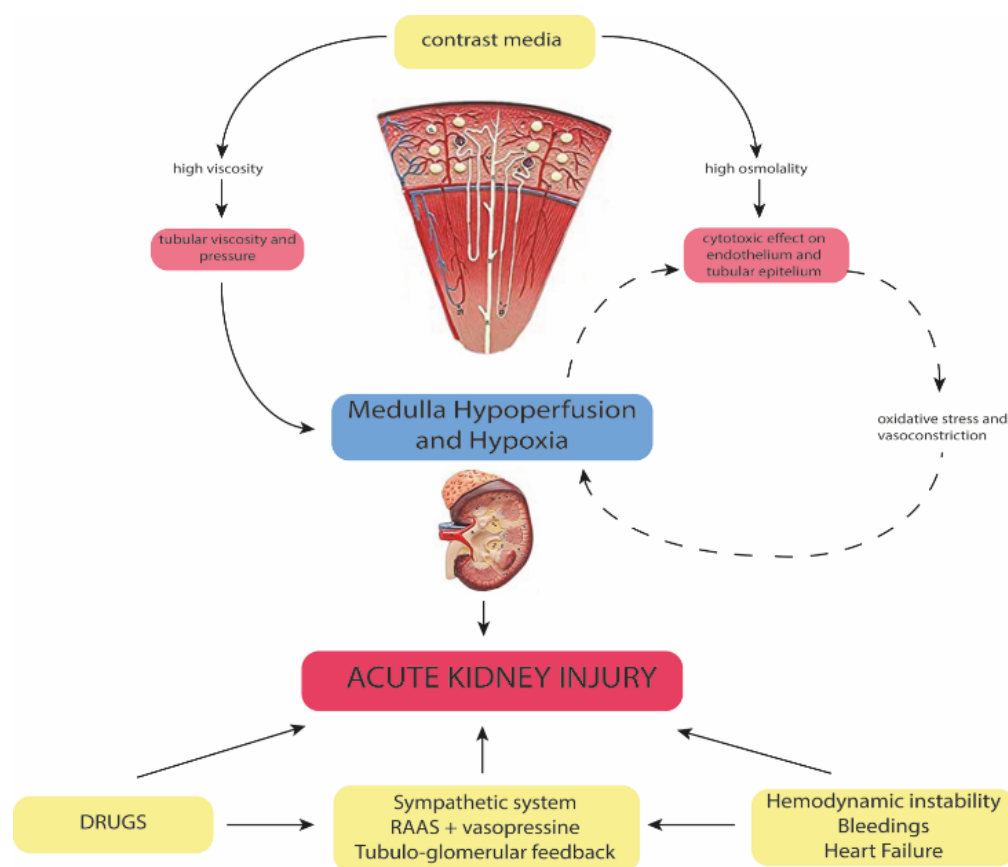 contrast media
high viscosity
high osmolality
tubular viscosity and
pressure
cytotoxic effect on
endothelium and
tubular epitelium
Medulla Hypoperfusion
and Hypoxia
oxidative stress and
vasoconstriction
ACUTE KIDNEY INJURY
DRUGS
Sympathetic system
RAAS + vasopressine
Tubulo-glomerular feedback
Hemodynamic instability
Bleedings
Heart Failure